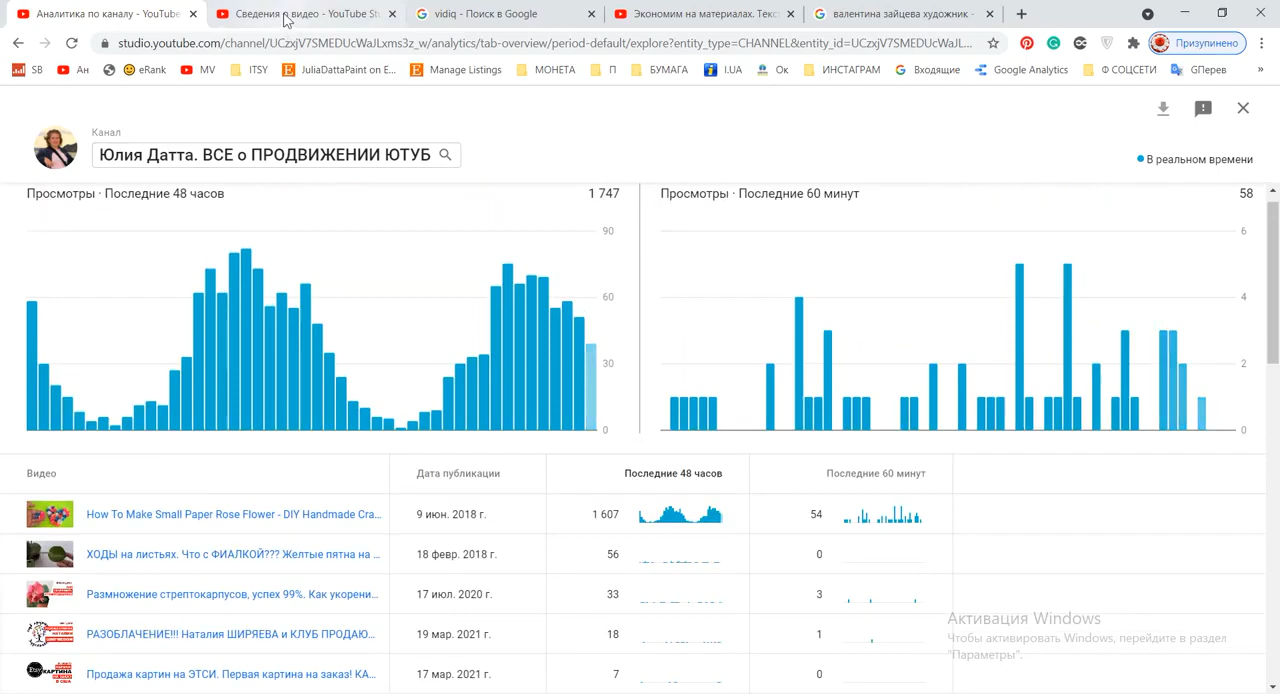 Аналитика по каналу - YouTube
Сведения о видео - YouTube Stu
vidiq - Поиск в Google
Экономим на материалах. Текс
валентина зайцева художник -
studio.youtube.com/channel/UCzxjV7SMEDUcWaJLxms3z_w/analytics/tab-overview/period-default/explore?entity_type=CHANNEL&entity_id=UCzxjV7SMEDUcWaJL...
Призупинено
SB
Ан
eRank
MV
ITSY
JuliaDattaPaint on E...
Manage Listings
МОНЕТА
П
БУМАГА
I.UA
Ок
ИНСТАГРАМ
Входящие
Google Analytics
Ф СОЦСЕТИ
GПерев
»
Канал
Юлия Датта. ВСЕ о ПРОДВИЖЕНИИ ЮТУБ
В реальном времени
Просмотры · Последние 48 часов 1 747
Просмотры · Последние 60 минут 58
90
60
30
0
6
4
2
0
Видео Дата публикации Последние 48 часов Последние 60 минут
How To Make Small Paper Rose Flower - DIY Handmade Cra... 9 июн. 2018 г. 1 607 54
ХОДЫ на листьях. Что с ФИАЛКОЙ??? Желтые пятна на ... 18 февр. 2018 г. 56 0
Размножение стрептокарпусов, успех 99%. Как укорени... 17 июл. 2020 г. 33 3
РАЗОБЛАЧЕНИЕ!!! Наталия ШИРЯЕВА и КЛУБ ПРОДАЮ... 19 мар. 2021 г. 18 1
Продажа картин на ЭТСИ. Первая картина на заказ! КА... 17 мар. 2021 г. 7 0
Активация Windows
Чтобы активировать Windows, перейдите в раздел
"Параметры".